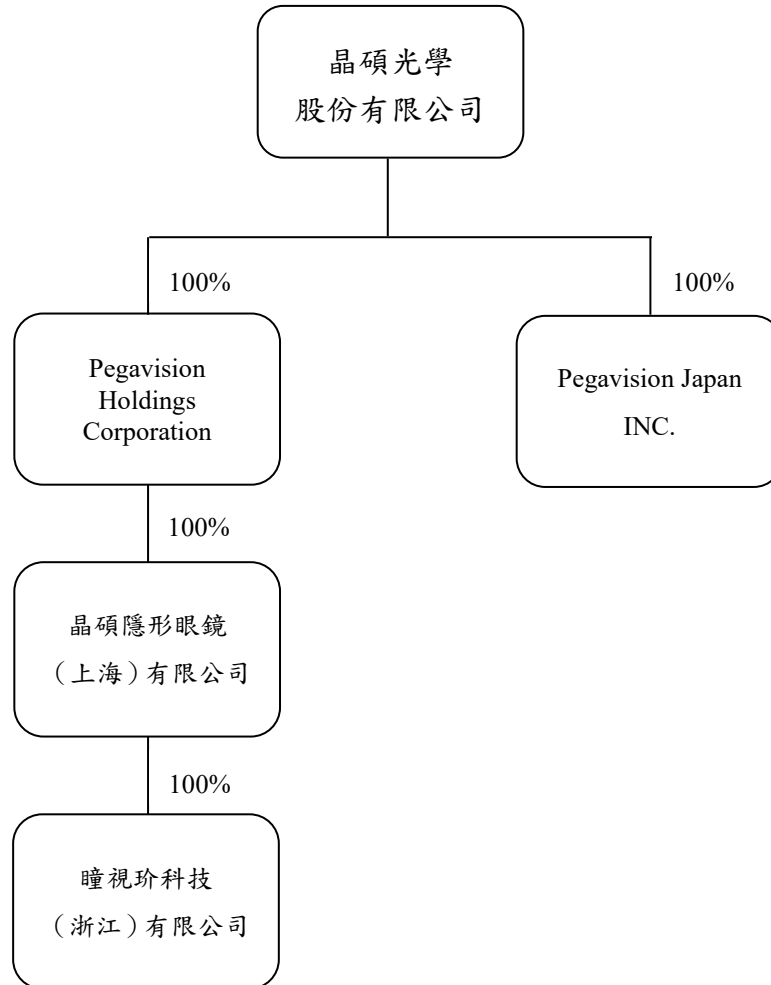 晶碩光學
股份有限公司
100%
100%
Pegavision
Holdings
Corporation
Pegavision Japan
INC.
100%
晶碩隱形眼鏡
（上海）有限公司
100%
瞳視玠科技
（浙江）有限公司